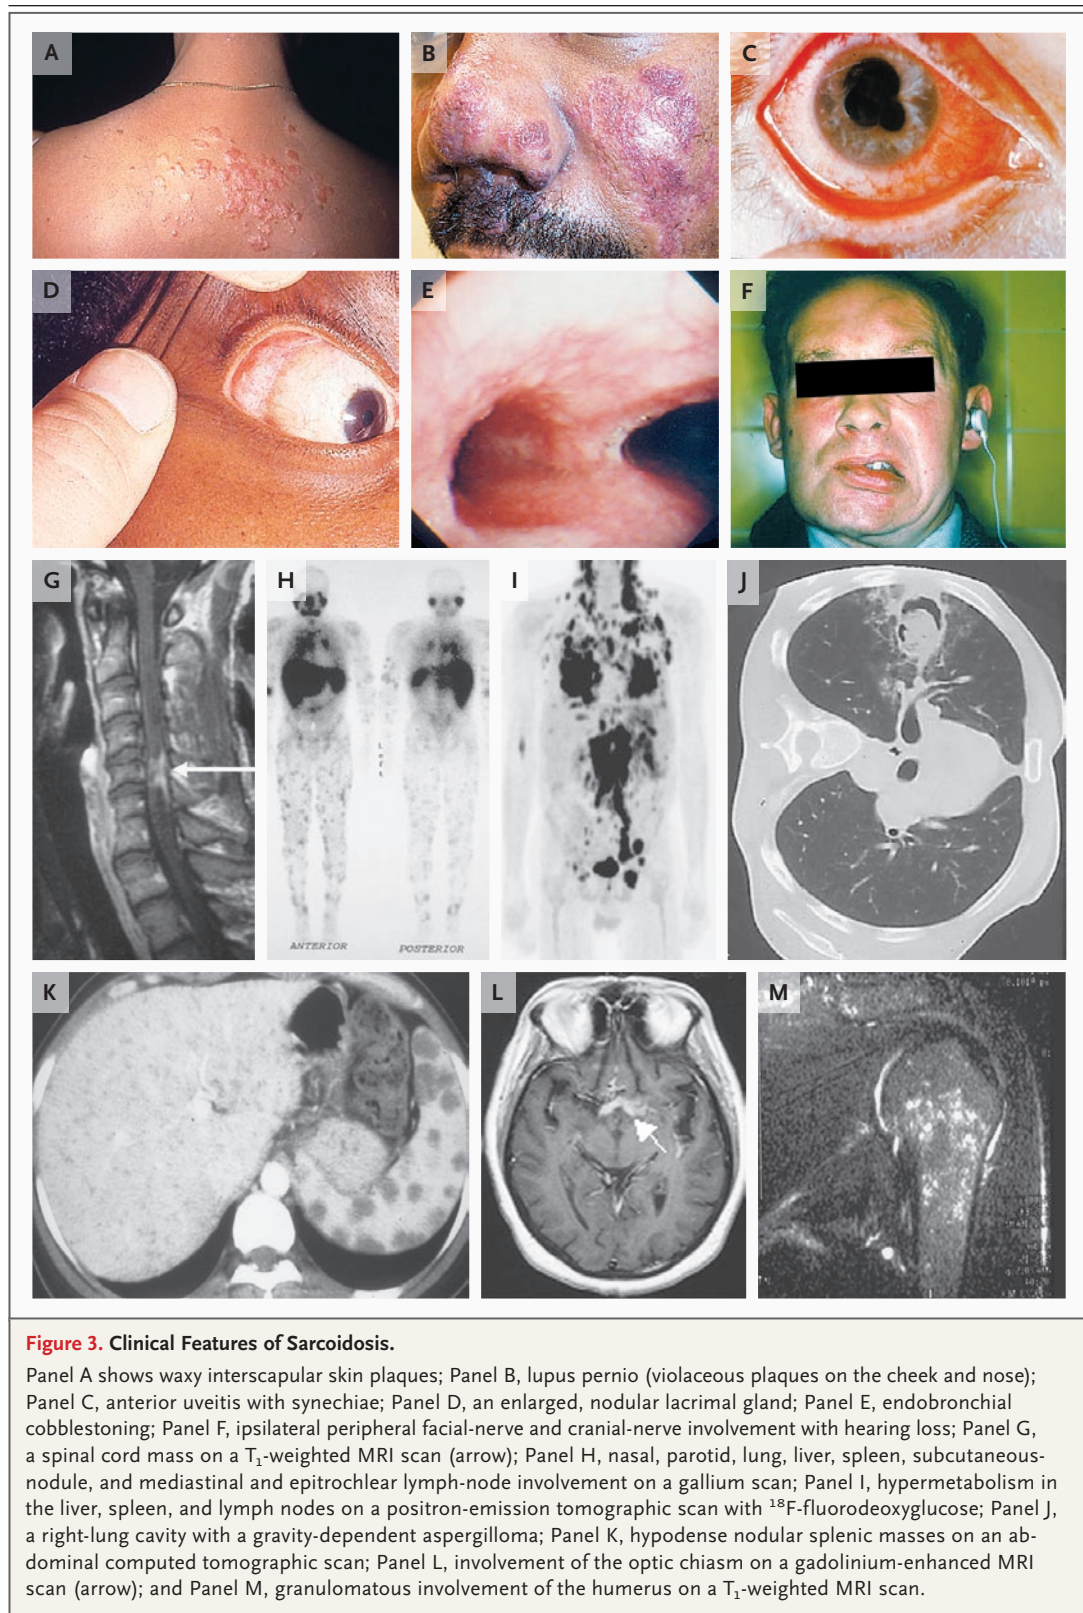 A
B
C
D
E
F
G
H
I
J
Left
ANTERIOR
POSTERIOR
K
L
M
Figure 3. Clinical Features of Sarcoidosis.
Panel A shows waxy interscapular skin plaques; Panel B, lupus pernio (violaceous plaques on the cheek and nose);
Panel C, anterior uveitis with synechiae; Panel D, an enlarged, nodular lacrimal gland; Panel E, endobronchial
cobblestoning; Panel F, ipsilateral peripheral facial-nerve and cranial-nerve involvement with hearing loss; Panel G,
a spinal cord mass on a T₁-weighted MRI scan (arrow); Panel H, nasal, parotid, lung, liver, spleen, subcutaneous-
nodule, and mediastinal and epitrochlear lymph-node involvement on a gallium scan; Panel I, hypermetabolism in
the liver, spleen, and lymph nodes on a positron-emission tomographic scan with ¹⁸F-fluorodeoxyglucose; Panel J,
a right-lung cavity with a gravity-dependent aspergilloma; Panel K, hypodense nodular splenic masses on an ab-
dominal computed tomographic scan; Panel L, involvement of the optic chiasm on a gadolinium-enhanced MRI
scan (arrow); and Panel M, granulomatous involvement of the humerus on a T₁-weighted MRI scan.